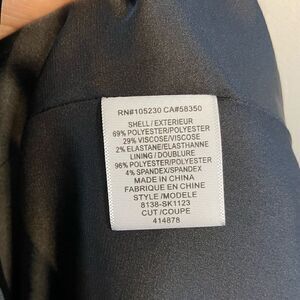 RN#105230 CA#58350
SHELL/EXTERIEUR
69% POLYESTER/POLYESTER
29% VISCOSE/VISCOSE
2% ELASTANE/ELASTHANNE
LINING/DOUBLURE
96% POLYESTER/POLYESTER
4% SPANDEX/SPANDEX
MADE IN CHINA
FABRIQUE EN CHINE
STYLE/MODELE
8138-SK1123
CUT/COUPE
414878